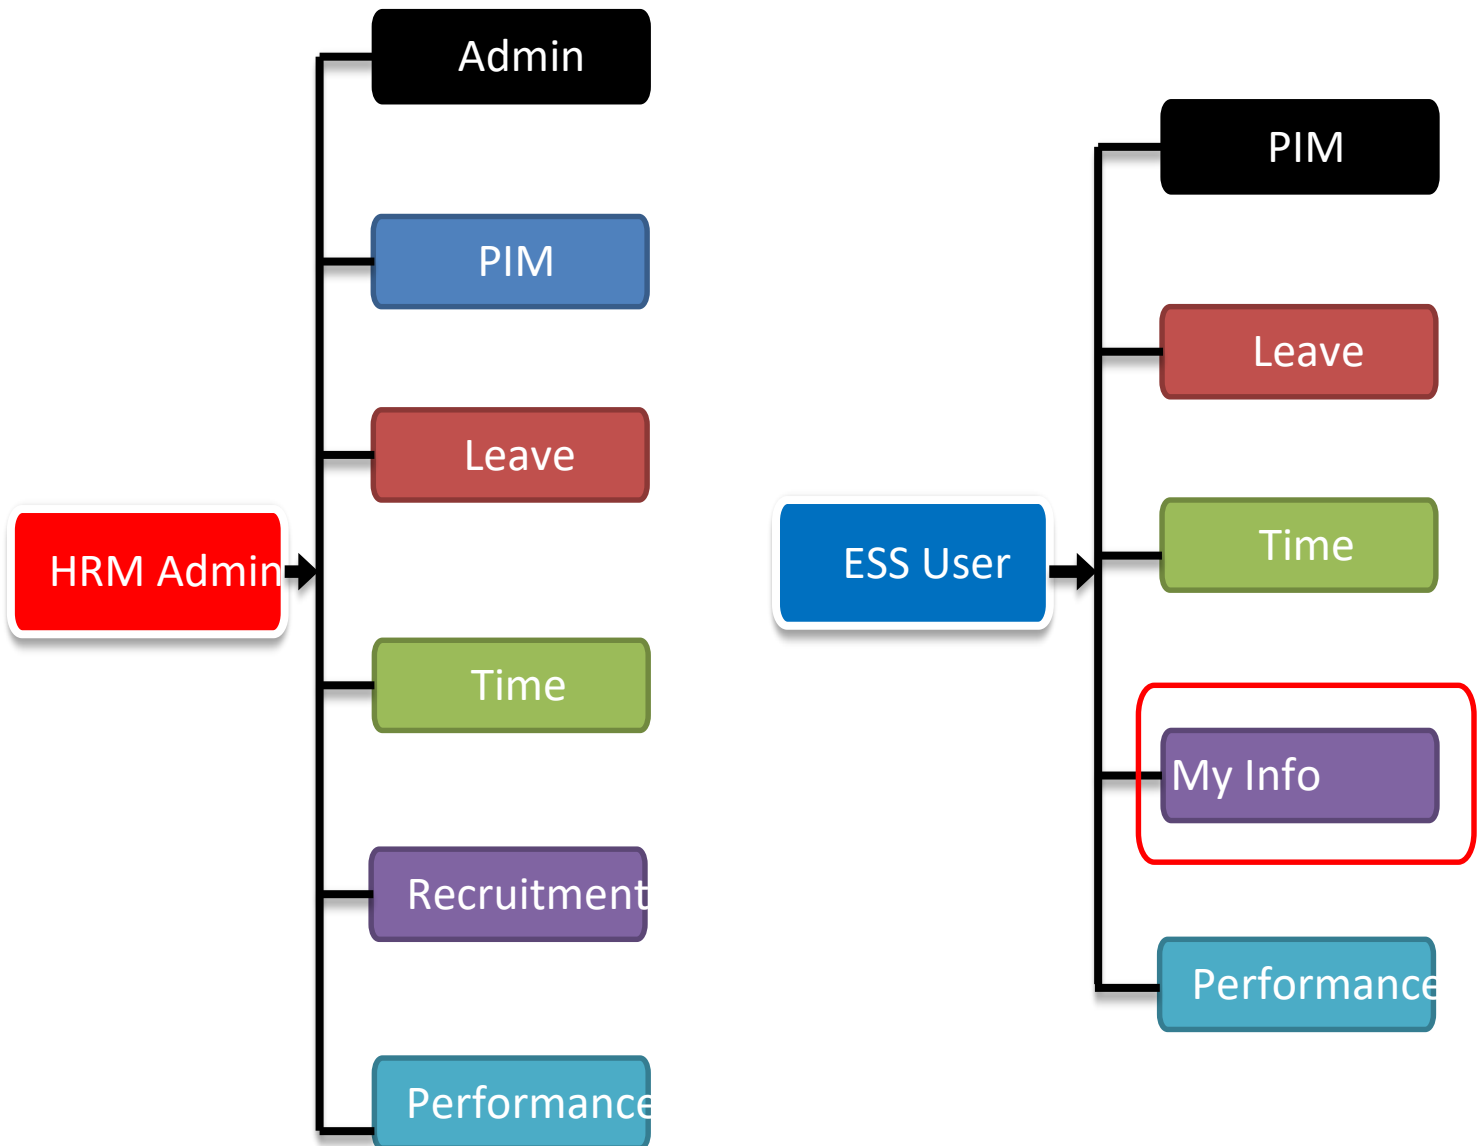 HRM Admin
Admin
PIM
Leave
Time
Recruitment
Performance
ESS User
PIM
Leave
Time
My Info
Performance